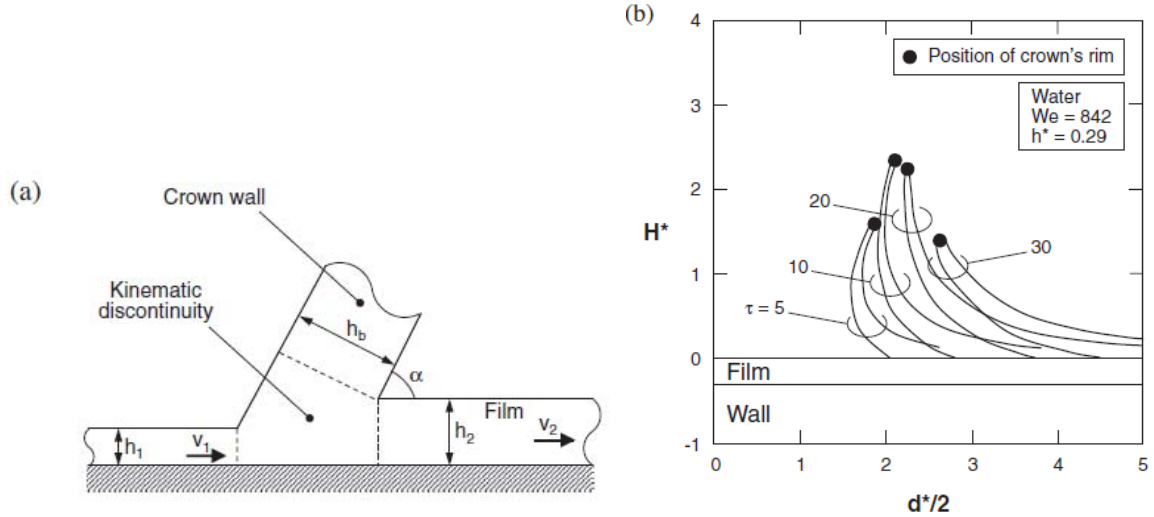 (a)
Crown wall
Kinematic
discontinuity
h_b
α
Film
h_1
v_1
h_2
v_2
(b)
4
Position of crown's rim
Water
We = 842
h* = 0.29
3
2
H*
20
30
1
10
τ = 5
0
Film
Wall
-1
0
1
2
3
4
5
d*/2